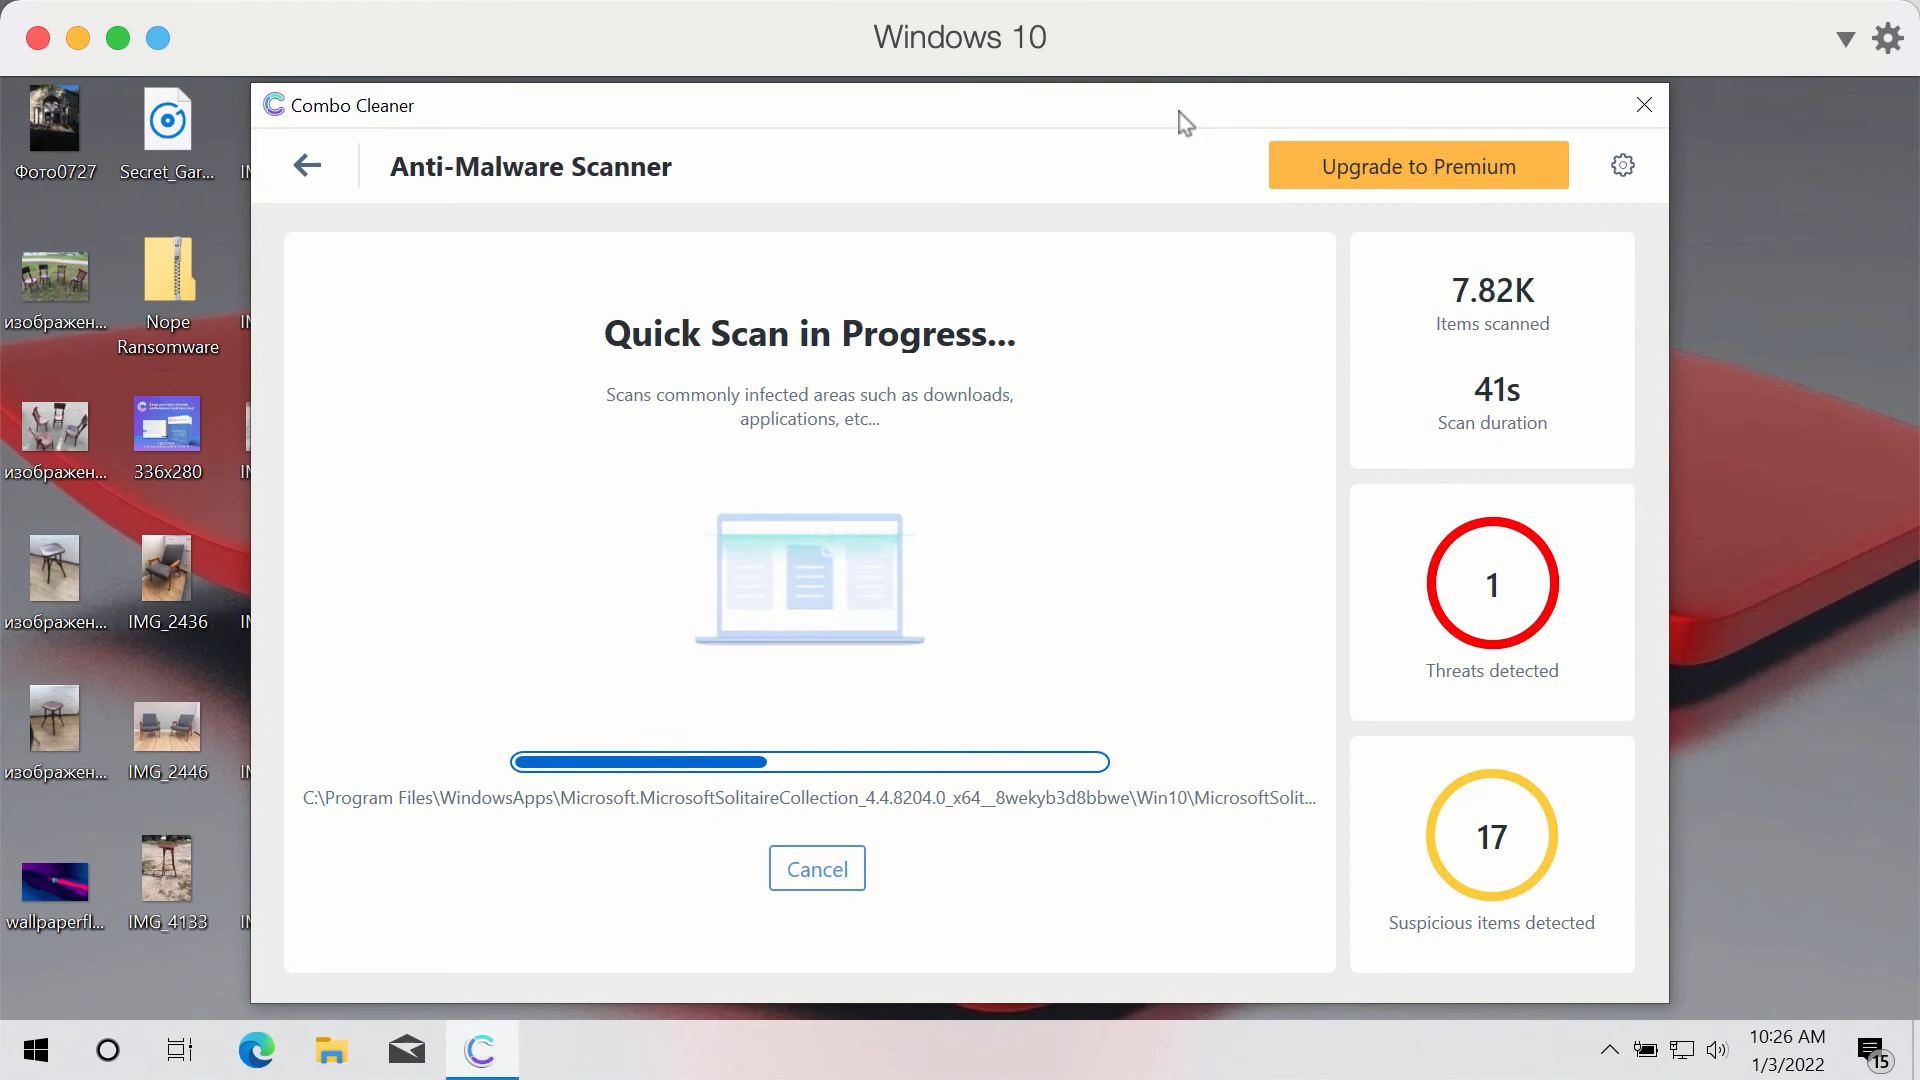 Windows 10
Combo Cleaner
Anti-Malware Scanner
Upgrade to Premium
Фото0727
Secret_Gar...
изображен...
Nope
Ransomware
изображен...
336x280
изображен...
IMG_2436
изображен...
IMG_2446
wallpaperfl...
IMG_4133
Quick Scan in Progress...
Scans commonly infected areas such as downloads,
applications, etc...
C:\Program Files\WindowsApps\Microsoft.MicrosoftSolitaireCollection_4.4.8204.0_x64__8wekyb3d8bbwe\Win10\MicrosoftSolit...
Cancel
7.82K
Items scanned
41s
Scan duration
1
Threats detected
17
Suspicious items detected
10:26 AM
1/3/2022
15